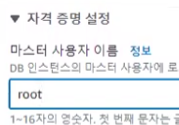 ▼ 자격 증명 설정
마스터 사용자 이름 정보
DB 인스턴스의 마스터 사용자에 로
root
1~16자의 영숫자. 첫 번째 문자는 글